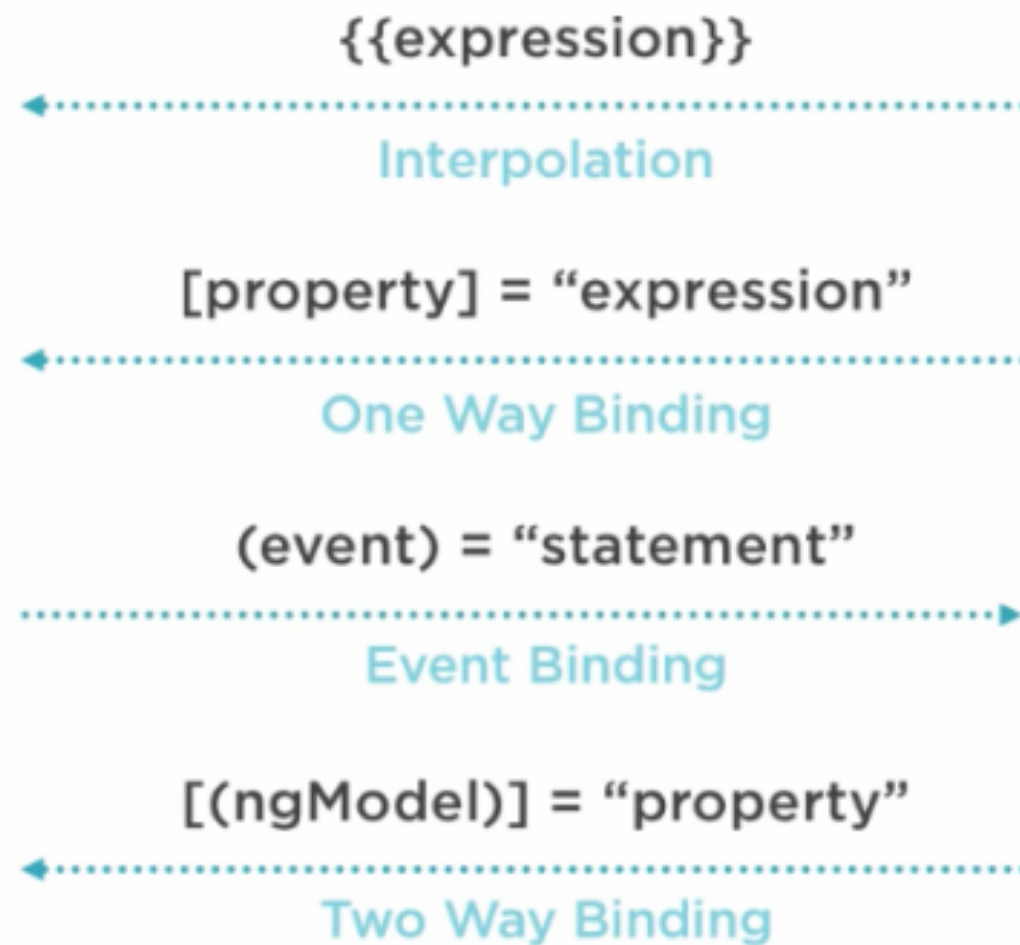 {{expression}}
Interpolation
[property] = “expression”
One Way Binding
(event) = “statement”
Event Binding
[(ngModel)] = “property”
Two Way Binding